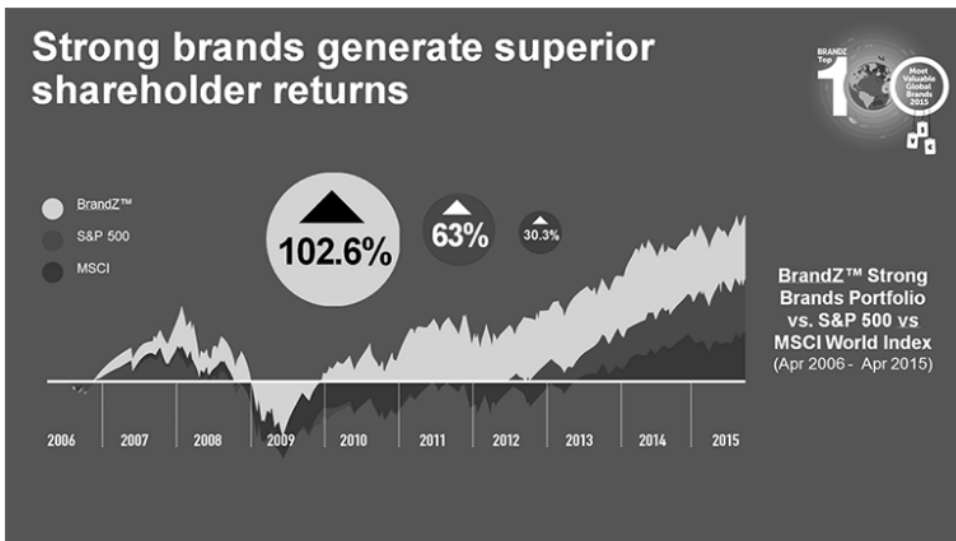 Strong brands generate superior
shareholder returns
BRANDZ
Top
100
Most
Valuable
Global
Brands
2015
BrandZ™
S&P 500
MSCI
102.6%
63%
30.3%
BrandZ™ Strong
Brands Portfolio
vs. S&P 500 vs
MSCI World Index
(Apr 2006 - Apr 2015)
2006 2007 2008 2009 2010 2011 2012 2013 2014 2015